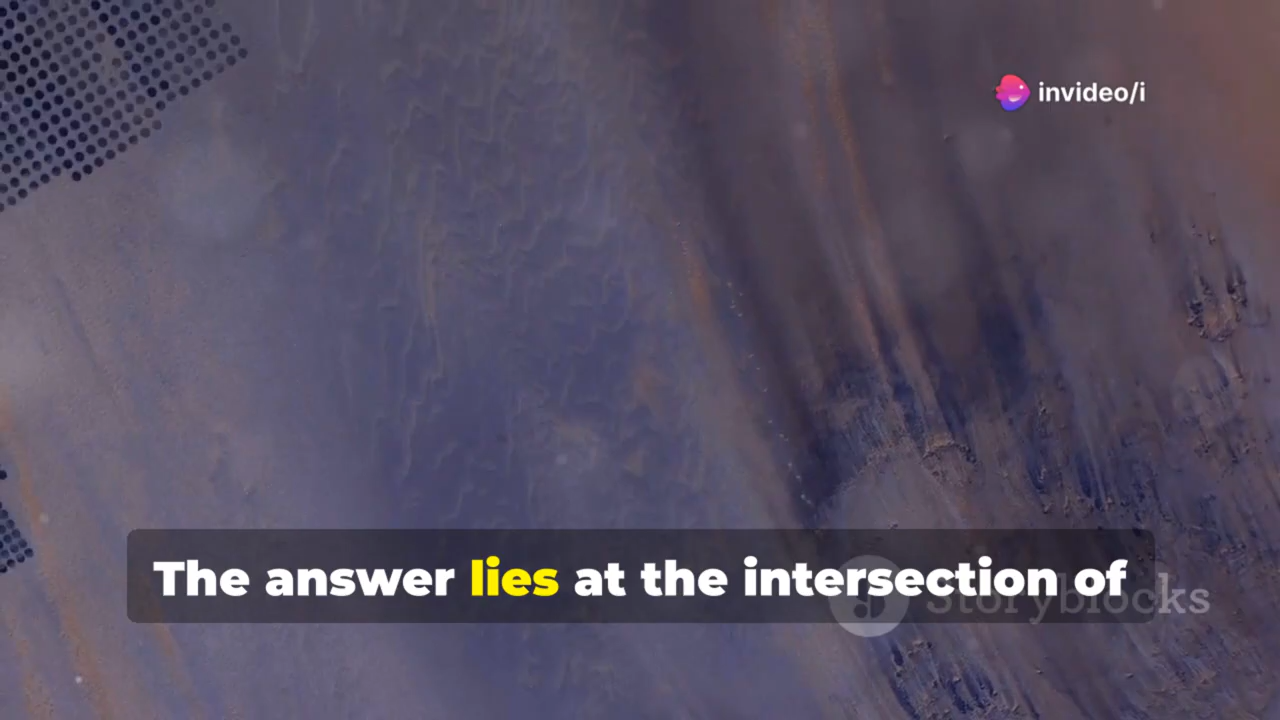 invideo/i
The answer lies at the intersection of
Storyblocks